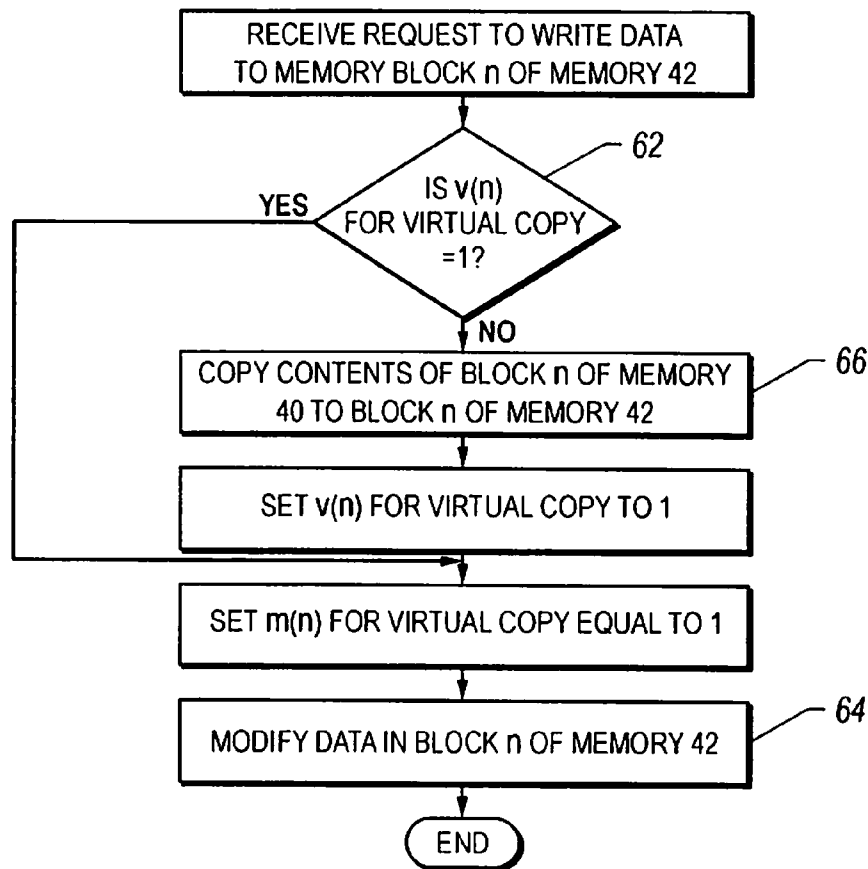 RECEIVE REQUEST TO WRITE DATA
TO MEMORY BLOCK n OF MEMORY 42
62
IS v(n)
FOR VIRTUAL COPY
=1?
YES
NO
66
COPY CONTENTS OF BLOCK n OF MEMORY
40 TO BLOCK n OF MEMORY 42
SET v(n) FOR VIRTUAL COPY TO 1
SET m(n) FOR VIRTUAL COPY EQUAL TO 1
64
MODIFY DATA IN BLOCK n OF MEMORY 42
END